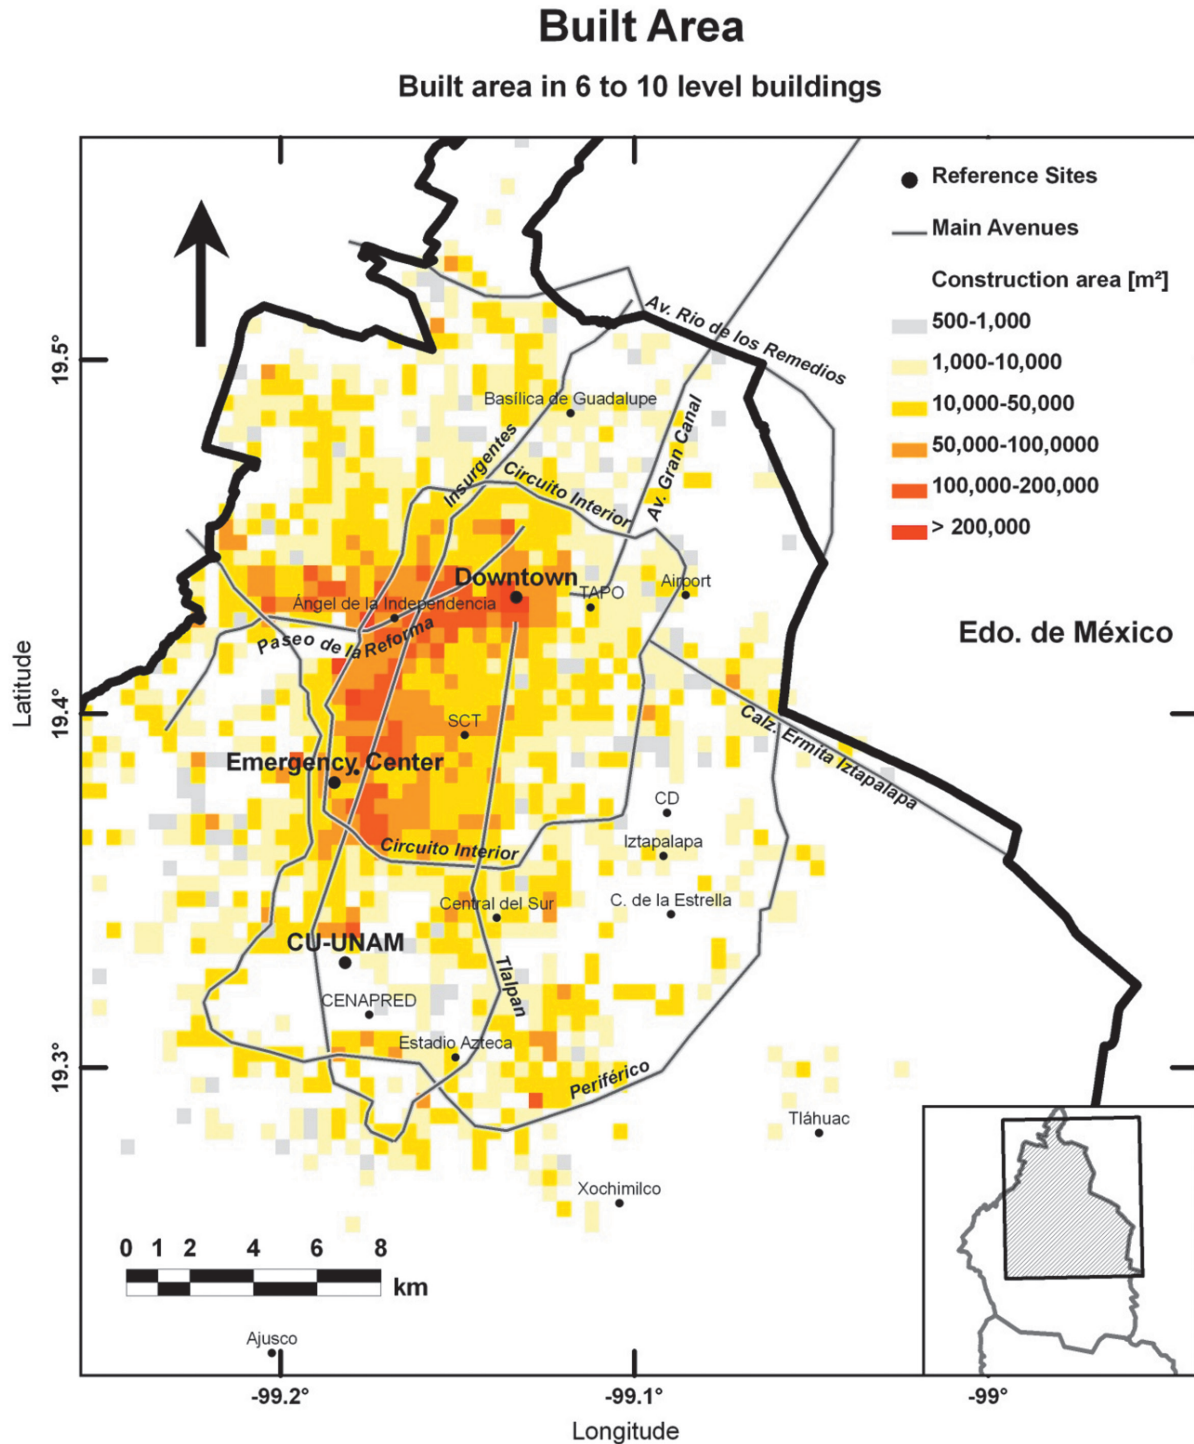 Built Area
Built area in 6 to 10 level buildings
Reference Sites
Main Avenues
Construction area [m²]
500-1,000
1,000-10,000
10,000-50,000
50,000-100,0000
100,000-200,000
> 200,000
Av. Rio de los Remedios
19.5°
Basílica de Guadalupe
Av. Gran Canal
Insurgentes
Circuito Interior
Downtown
TAPO
Airport
Ángel de la Independencia
Paseo de la Reforma
Edo. de México
Latitude
19.4°
SCT
Calz. Ermita Iztapalapa
Emergency Center
CD
Iztapalapa
Circuito Interior
Central del Sur
C. de la Estrella
CU-UNAM
Tlalpan
CENAPRED
Estadio Azteca
19.3°
Periférico
Tláhuac
Xochimilco
0 1 2 4 6 8
km
Ajusco
-99.2° -99.1° -99°
Longitude